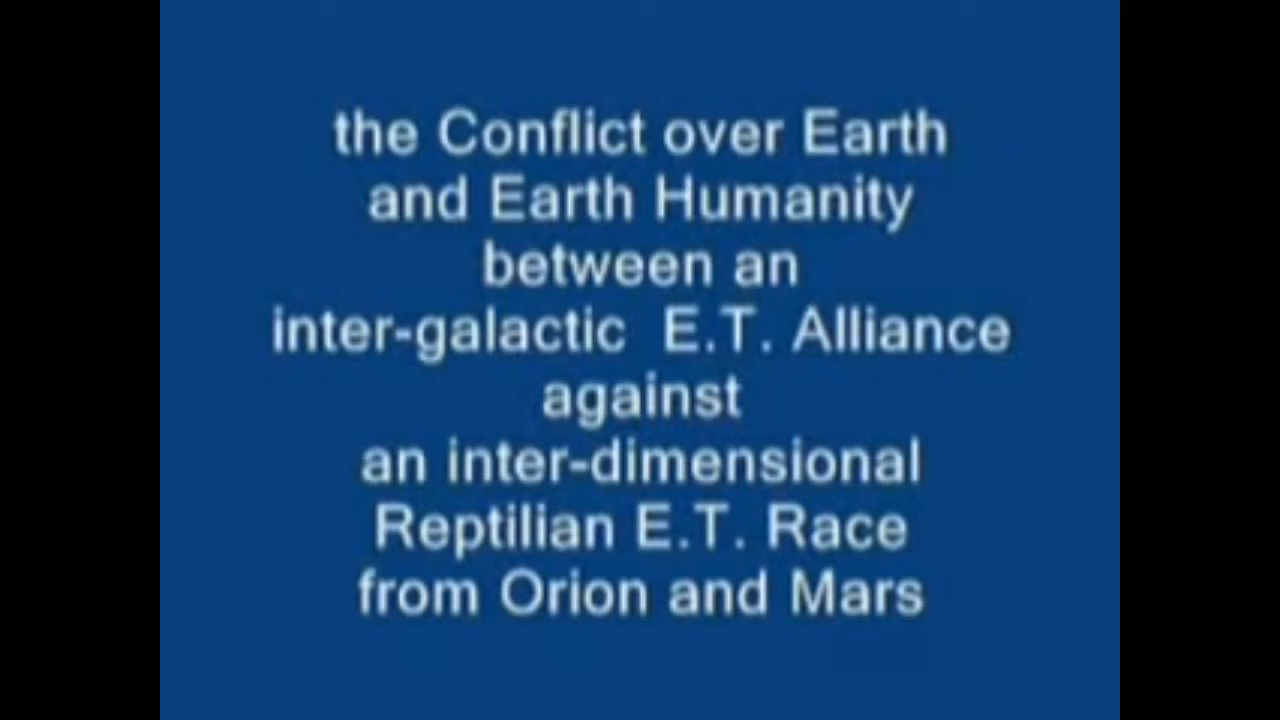 the Conflict over Earth
and Earth Humanity
between an
inter-galactic  E.T. Alliance
against
an inter-dimensional
Reptilian E.T. Race
from Orion and Mars